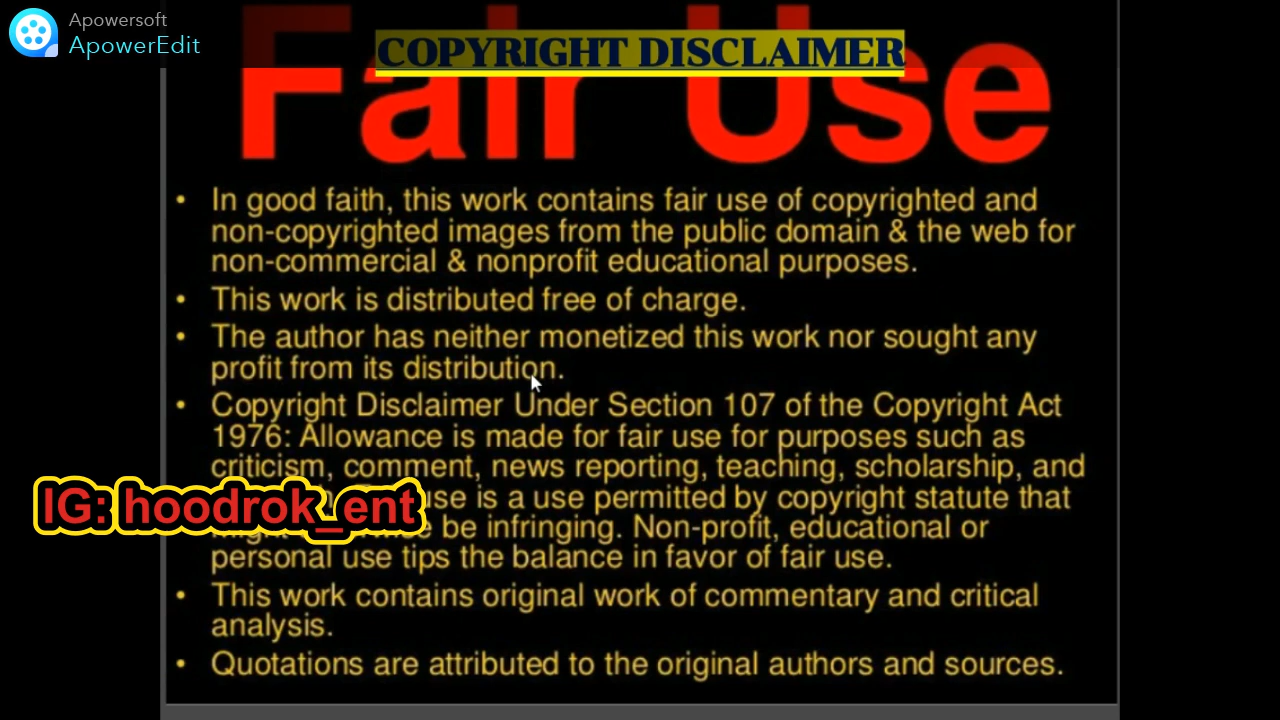 Apowersoft
ApowerEdit
COPYRIGHT DISCLAIMER
Fair Use
• In good faith, this work contains fair use of copyrighted and
non-copyrighted images from the public domain & the web for
non-commercial & nonprofit educational purposes.
• This work is distributed free of charge.
• The author has neither monetized this work nor sought any
profit from its distribution.
• Copyright Disclaimer Under Section 107 of the Copyright Act
1976: Allowance is made for fair use for purposes such as
criticism, comment, news reporting, teaching, scholarship, and
use is a use permitted by copyright statute that
IG: hoodrok_ent
be infringing. Non-profit, educational or
personal use tips the balance in favor of fair use.
• This work contains original work of commentary and critical
analysis.
• Quotations are attributed to the original authors and sources.